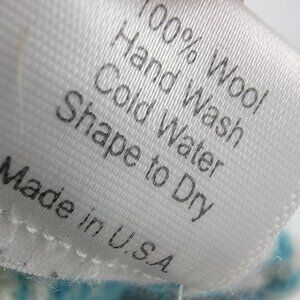 100% Wool
Hand Wash
Cold Water
Shape to Dry
Made in U.S.A.